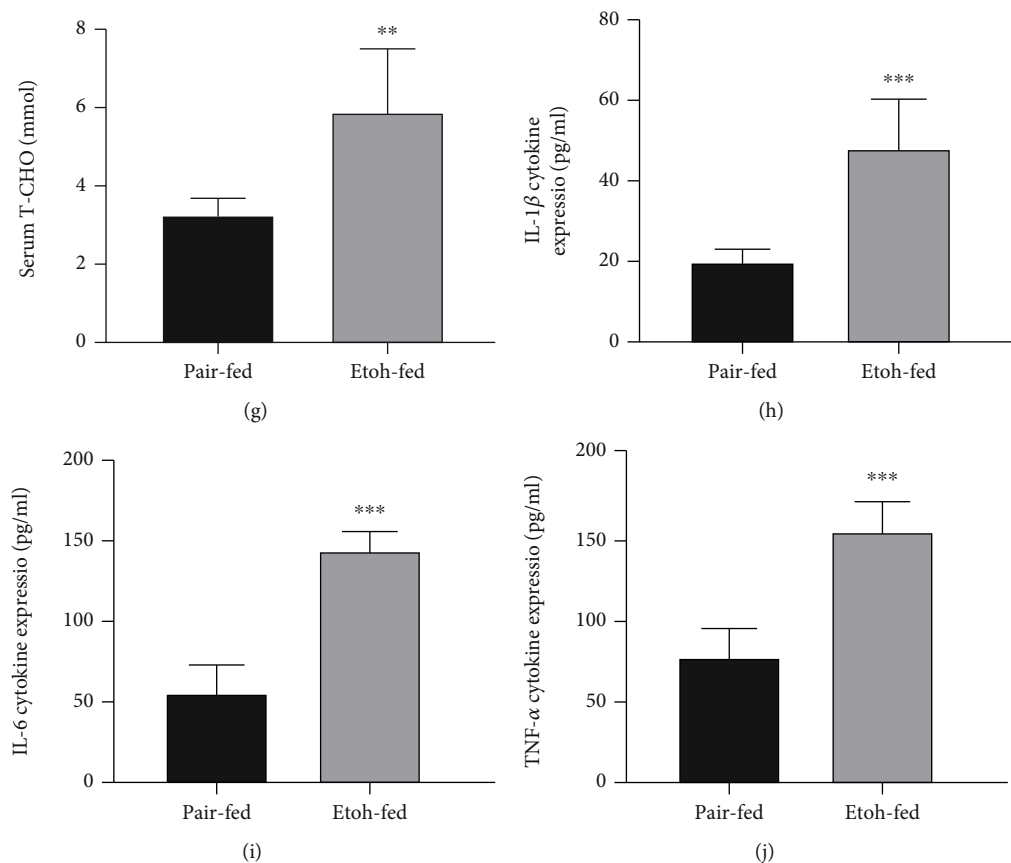 Serum T-CHO (mmol)
8
6
4
2
0
**
Pair-fed
Etoh-fed
(g)
IL-1β cytokine
expressio (pg/ml)
80
60
40
20
0
***
Pair-fed
Etoh-fed
(h)
IL-6 cytokine expressio (pg/ml)
200
150
100
50
0
***
Pair-fed
Etoh-fed
(i)
TNF-α cytokine expressio (pg/ml)
200
150
100
50
0
***
Pair-fed
Etoh-fed
(j)